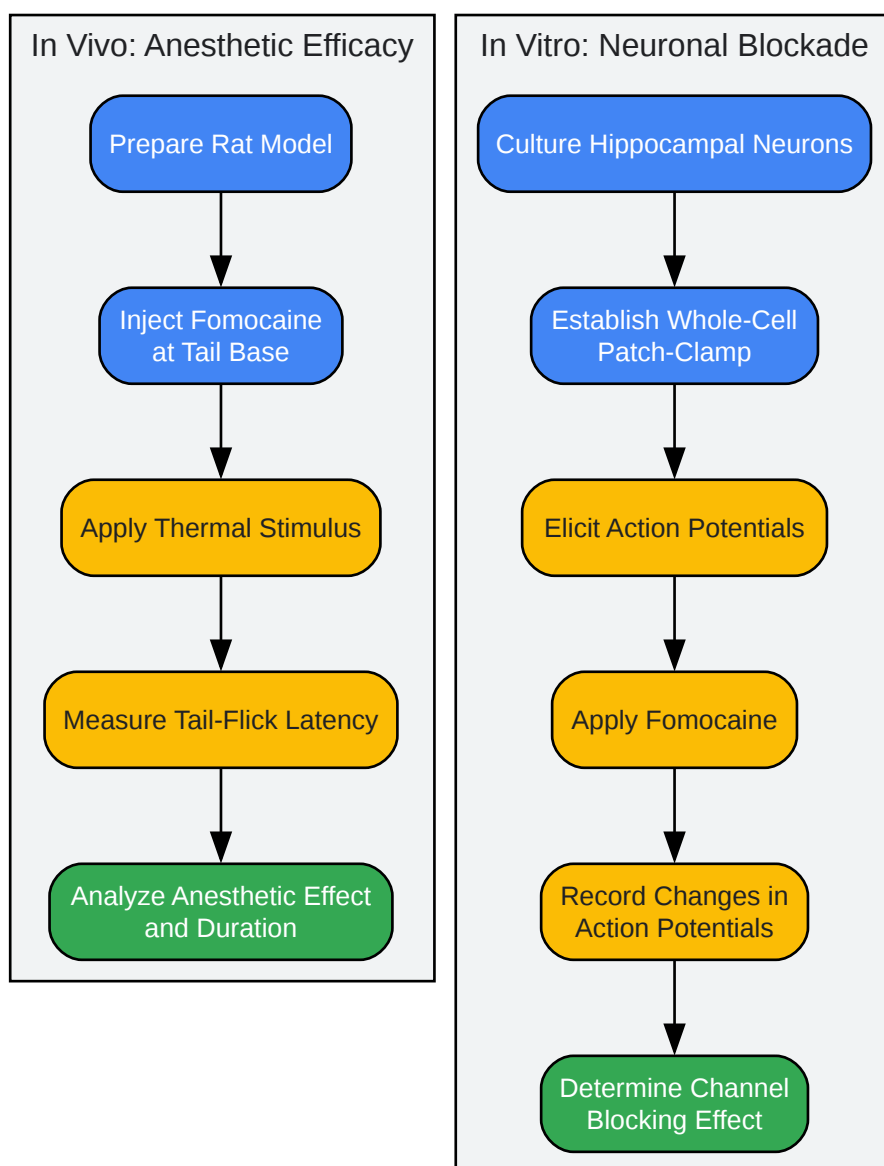 In Vivo: Anesthetic Efficacy
Prepare Rat Model
Inject Fomocaine
at Tail Base
Apply Thermal Stimulus
Measure Tail-Flick Latency
Analyze Anesthetic Effect
and Duration
In Vitro: Neuronal Blockade
Culture Hippocampal Neurons
Establish Whole-Cell
Patch-Clamp
Elicit Action Potentials
Apply Fomocaine
Record Changes in
Action Potentials
Determine Channel
Blocking Effect